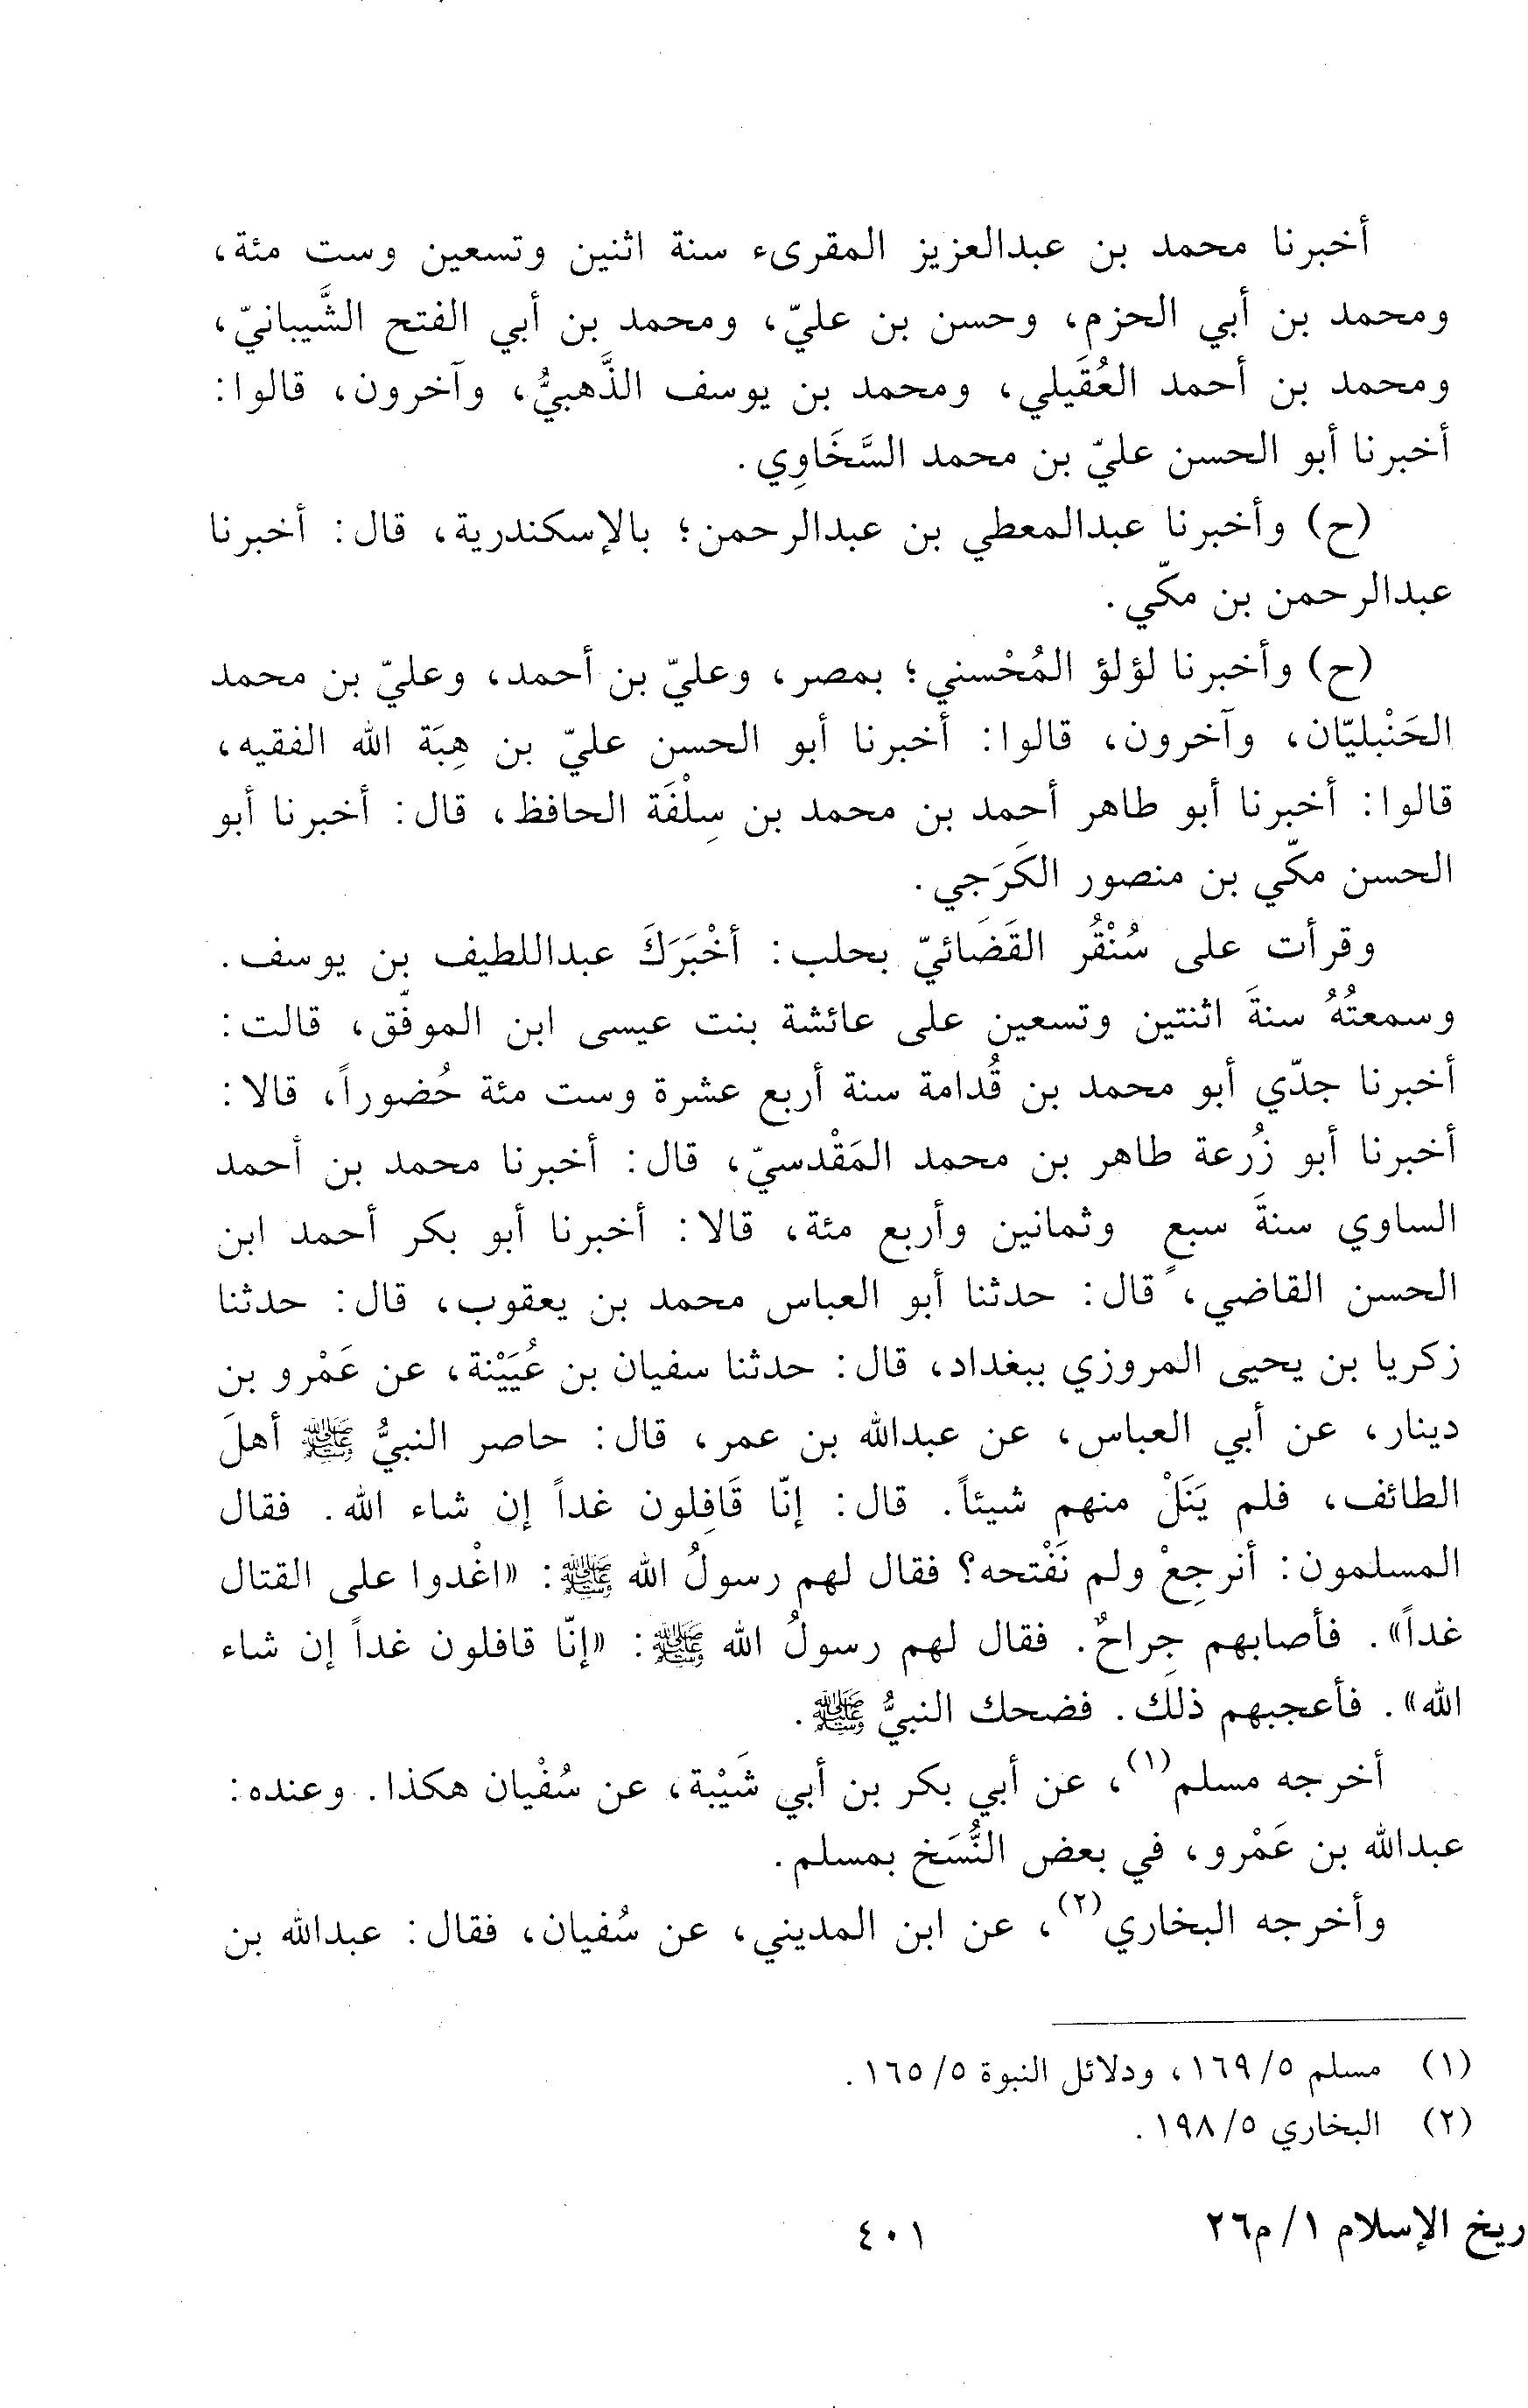 أخبرنا محمد بن عبدالعزيز المقرىء سنة اثنين وتسعين وست مئة،
ومحمد بن أبي الحزم، وحسن بن عليّ، ومحمد بن أبي الفتح الشَّيبانيّ،
ومحمد بن أحمد العُقَيلي، ومحمد بن يوسف الذَّهبيُّ، وآخرون، قالوا:
أخبرنا أبو الحسن عليّ بن محمد السَّخَاوِي.
(ح) وأخبرنا عبدالمعطي بن عبدالرحمن؛ بالإسكندرية، قال: أخبرنا
عبدالرحمن بن مكّي.
(ح) وأخبرنا لؤلؤ المُحْسني؛ بمصر، وعليّ بن أحمد، وعليّ بن محمد
الحَنْبليّان، وآخرون، قالوا: أخبرنا أبو الحسن عليّ بن هِبَة الله الفقيه،
قالوا: أخبرنا أبو طاهر أحمد بن محمد بن سِلْفَة الحافظ، قال: أخبرنا أبو
الحسن مكّي بن منصور الكَرَجي.
وقرأت على سُنْقُر القَضَائيّ بحلب: أخْبَرَكَ عبداللطيف بن يوسف.
وسمعتُهُ سنةَ اثنتين وتسعين على عائشة بنت عيسى ابن الموفّق، قالت:
أخبرنا جدّي أبو محمد بن قُدامة سنة أربع عشرة وست مئة حُضوراً، قالا:
أخبرنا أبو زُرعة طاهر بن محمد المَقْدسيّ، قال: أخبرنا محمد بن أحمد
الساوي سنةَ سبعٍ وثمانين وأربع مئة، قالا: أخبرنا أبو بكر أحمد ابن
الحسن القاضي، قال: حدثنا أبو العباس محمد بن يعقوب، قال: حدثنا
زكريا بن يحيى المروزي ببغداد، قال: حدثنا سفيان بن عُيَيْنة، عن عَمْرو بن
دينار، عن أبي العباس، عن عبدالله بن عمر، قال: حاصر النبيُّ ﷺ أهلَ
الطائف، فلم يَنَلْ منهم شيئاً. قال: إنّا قَافِلون غداً إن شاء الله. فقال
المسلمون: أنرجِعْ ولم نَفْتحه؟ فقال لهم رسولُ الله ﷺ: «اغْدوا على القتال
غداً». فأصابهم جِراحٌ. فقال لهم رسولُ الله ﷺ: «إنّا قافلون غداً إن شاء
الله». فأعجبهم ذلك. فضحك النبيُّ ﷺ.
أخرجه مسلم(١)، عن أبي بكر بن أبي شَيْبة، عن سُفْيان هكذا. وعنده:
عبدالله بن عَمْرو، في بعض النُّسَخ بمسلم.
وأخرجه البخاري(٢)، عن ابن المديني، عن سُفيان، فقال: عبدالله بن
(١) مسلم ٥/ ١٦٩، ودلائل النبوة ٥/ ١٦٥.
(٢) البخاري ٥/ ١٩٨.
ريخ الإسلام ١/ م٢٦
٤٠١